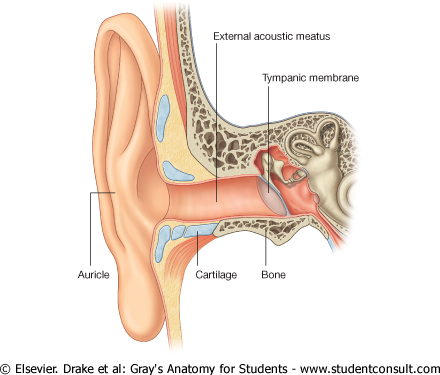 External acoustic meatus
Tympanic membrane
Auricle
Cartilage
Bone
© Elsevier. Drake et al: Gray's Anatomy for Students - www.studentconsult.com